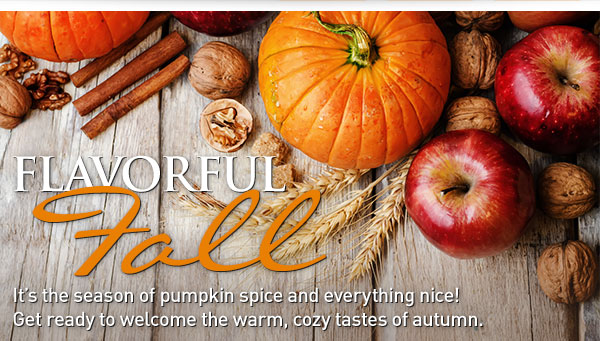 FLAVORFUL
Fall
It's the season of pumpkin spice and everything nice!
Get ready to welcome the warm, cozy tastes of autumn.